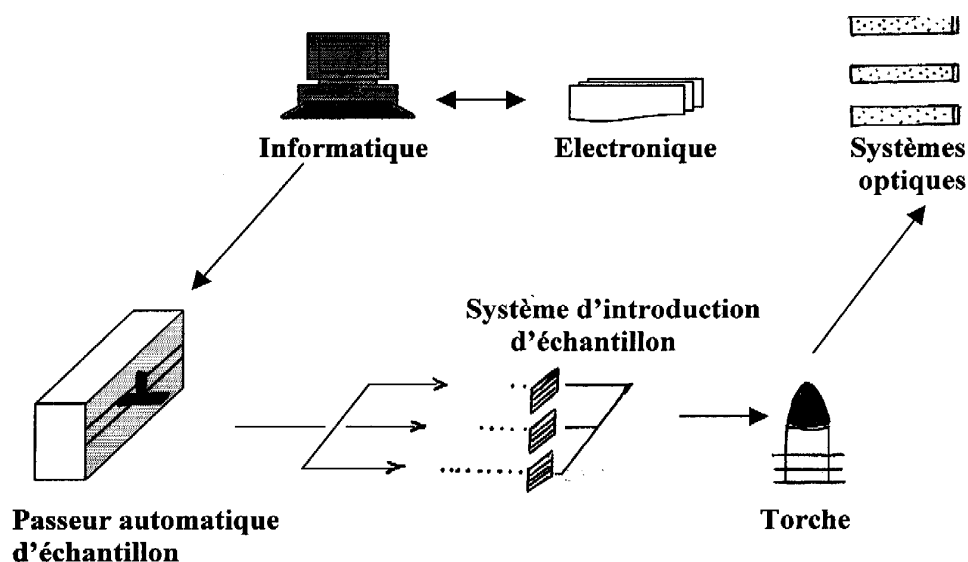 Informatique
Electronique
Systèmes
optiques
Système d'introduction
d'échantillon
Passeur automatique
d'échantillon
Torche